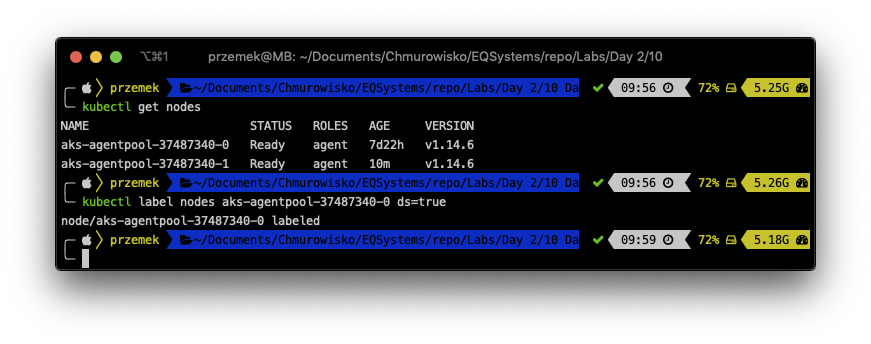 ⌥⌘1 przemek@MB: ~/Documents/Chmurowisko/EQSystems/repo/Labs/Day 2/10
przemek ~/Documents/Chmurowisko/EQSystems/repo/Labs/Day 2/10 Da ✔ 09:56 72% 5.25G
kubectl get nodes
NAME STATUS ROLES AGE VERSION
aks-agentpool-37487340-0 Ready agent 7d22h v1.14.6
aks-agentpool-37487340-1 Ready agent 10m v1.14.6
przemek ~/Documents/Chmurowisko/EQSystems/repo/Labs/Day 2/10 Da ✔ 09:56 72% 5.26G
kubectl label nodes aks-agentpool-37487340-0 ds=true
node/aks-agentpool-37487340-0 labeled
przemek ~/Documents/Chmurowisko/EQSystems/repo/Labs/Day 2/10 Da ✔ 09:59 72% 5.18G